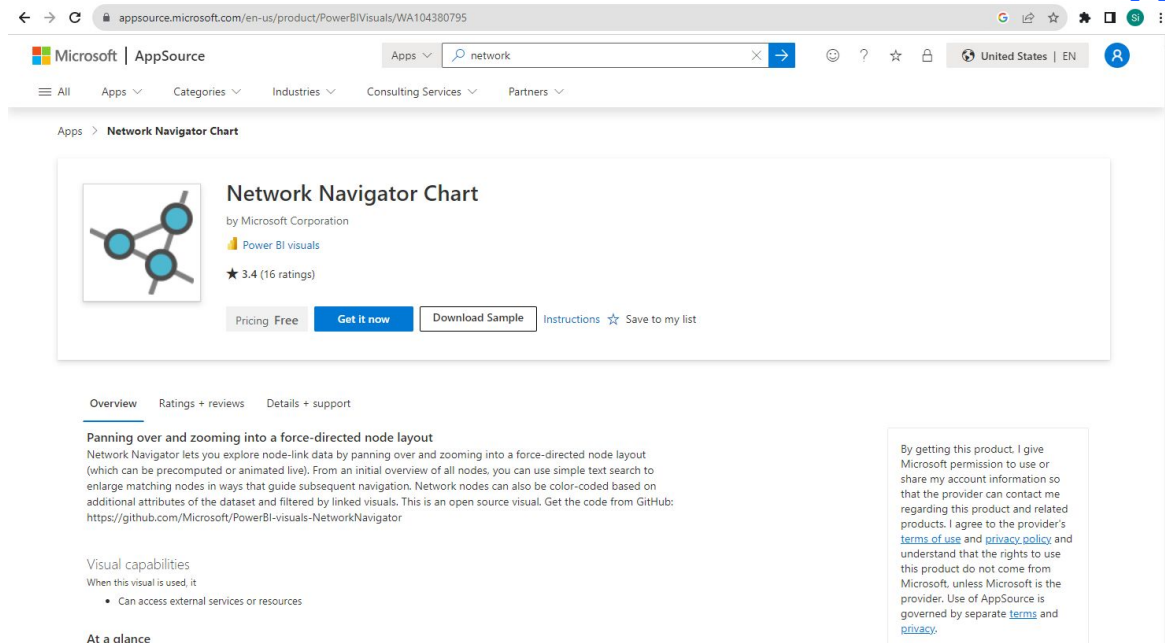 appsource.microsoft.com/en-us/product/PowerBIVisuals/WA104380795
G
Si
Microsoft | AppSource
Apps
network
?
United States | EN
All
Apps
Categories
Industries
Consulting Services
Partners
Apps > Network Navigator Chart
Network Navigator Chart
by Microsoft Corporation
Power BI visuals
★ 3.4 (16 ratings)
Pricing Free
Get it now
Download Sample
Instructions
Save to my list
Overview
Ratings + reviews
Details + support
Panning over and zooming into a force-directed node layout
Network Navigator lets you explore node-link data by panning over and zooming into a force-directed node layout
(which can be precomputed or animated live). From an initial overview of all nodes, you can use simple text search to
enlarge matching nodes in ways that guide subsequent navigation. Network nodes can also be color-coded based on
additional attributes of the dataset and filtered by linked visuals. This is an open source visual. Get the code from GitHub:
https://github.com/Microsoft/PowerBI-visuals-NetworkNavigator
Visual capabilities
When this visual is used, it
• Can access external services or resources
At a glance
By getting this product, I give
Microsoft permission to use or
share my account information so
that the provider can contact me
regarding this product and related
products. I agree to the provider's
terms of use and privacy policy and
understand that the rights to use
this product do not come from
Microsoft, unless Microsoft is the
provider. Use of AppSource is
governed by separate terms and
privacy.